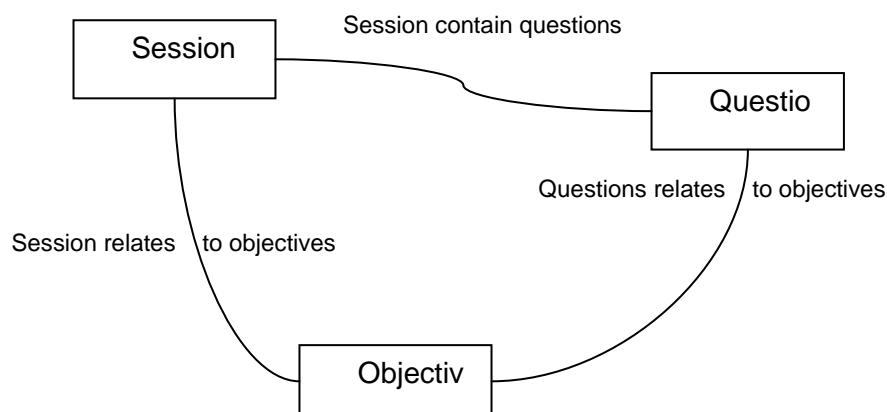 Session contain questions
Session
Questio
Questions relates to objectives
Session relates to objectives
Objectiv